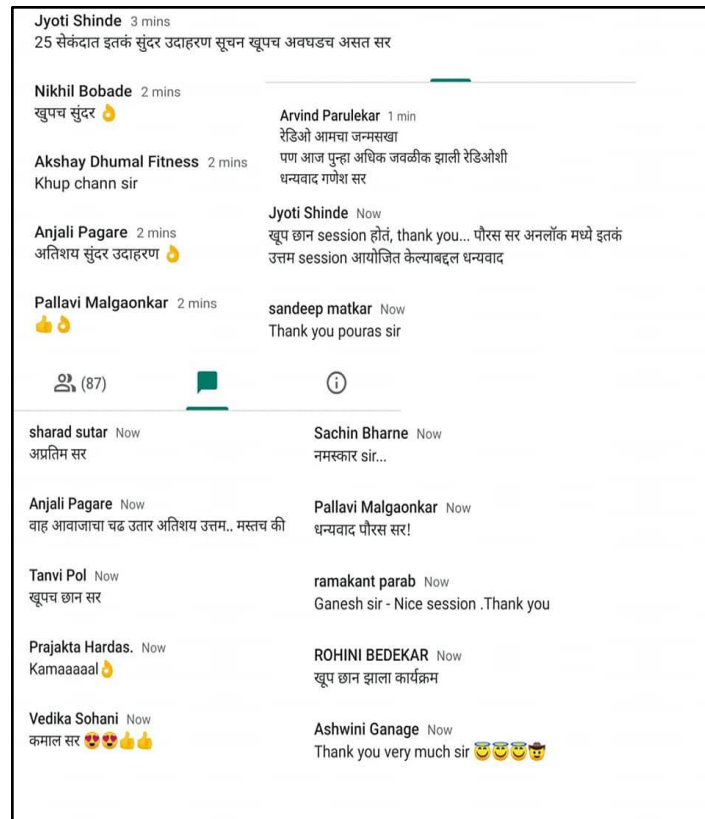 Jyoti Shinde 3 mins
25 सेकंदात इतकं सुंदर उदाहरण सूचन खूपच अवघडच असत सर
Nikhil Bobade 2 mins
खुपच सुंदर 👌
Akshay Dhumal Fitness 2 mins
Khup chann sir
Anjali Pagare 2 mins
अतिशय सुंदर उदाहरण 👌
Pallavi Malgaonkar 2 mins
👍👌
Arvind Parulekar 1 min
रेडिओ आमचा जन्मसखा
पण आज पुन्हा अधिक जवळीक झाली रेडिओशी
धन्यवाद गणेश सर
Jyoti Shinde Now
खूप छान session होतं, thank you... पौरस सर अनलॉक मध्ये इतकं
उत्तम session आयोजित केल्याबद्दल धन्यवाद
sandeep matkar Now
Thank you pouras sir
(87)
sharad sutar Now
अप्रतिम सर
Anjali Pagare Now
वाह आवाजाचा चढ उतार अतिशय उत्तम.. मस्तच की
Tanvi Pol Now
खूपच छान सर
Prajakta Hardas. Now
Kamaaaaal👌
Vedika Sohani Now
कमाल सर 😍😍👍👍
Sachin Bharne Now
नमस्कार sir...
Pallavi Malgaonkar Now
धन्यवाद पौरस सर!
ramakant parab Now
Ganesh sir - Nice session .Thank you
ROHINI BEDEKAR Now
खूप छान झाला कार्यक्रम
Ashwini Ganage Now
Thank you very much sir 😇😇😇🤠